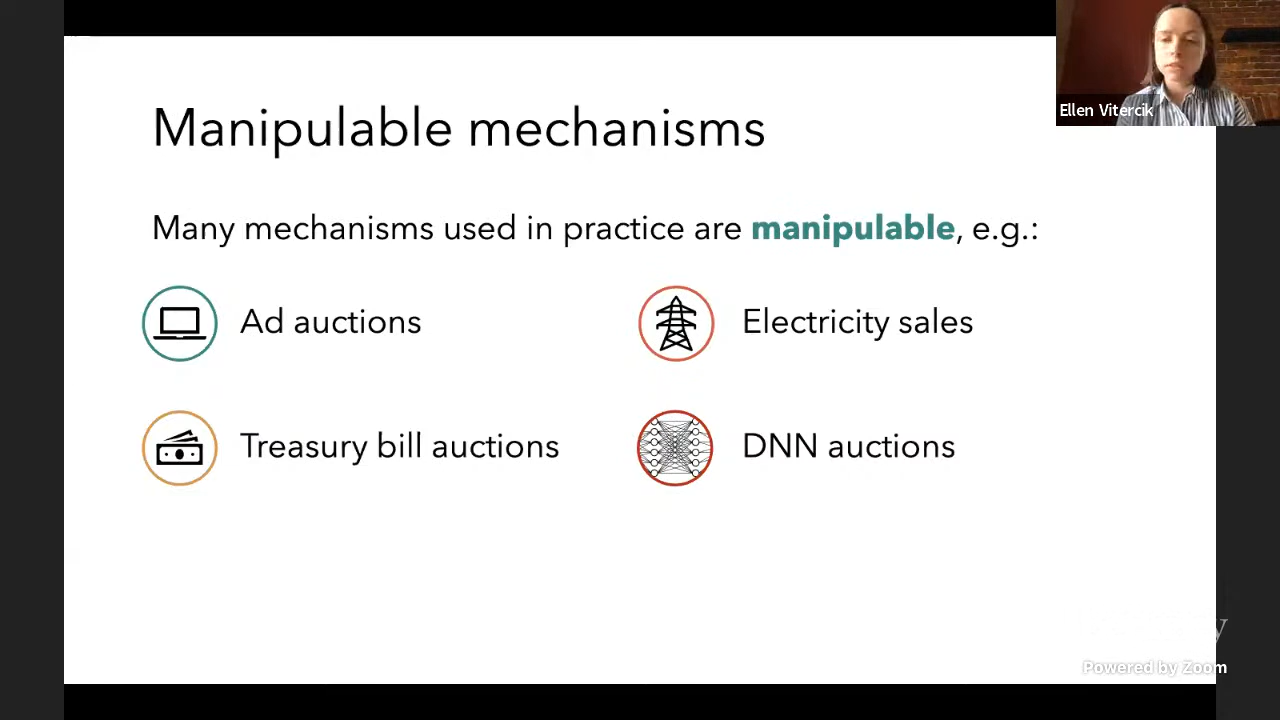 Ellen Vitercik
Manipulable mechanisms
Many mechanisms used in practice are manipulable, e.g.:
Ad auctions
Electricity sales
Treasury bill auctions
DNN auctions
Powered by Zoom